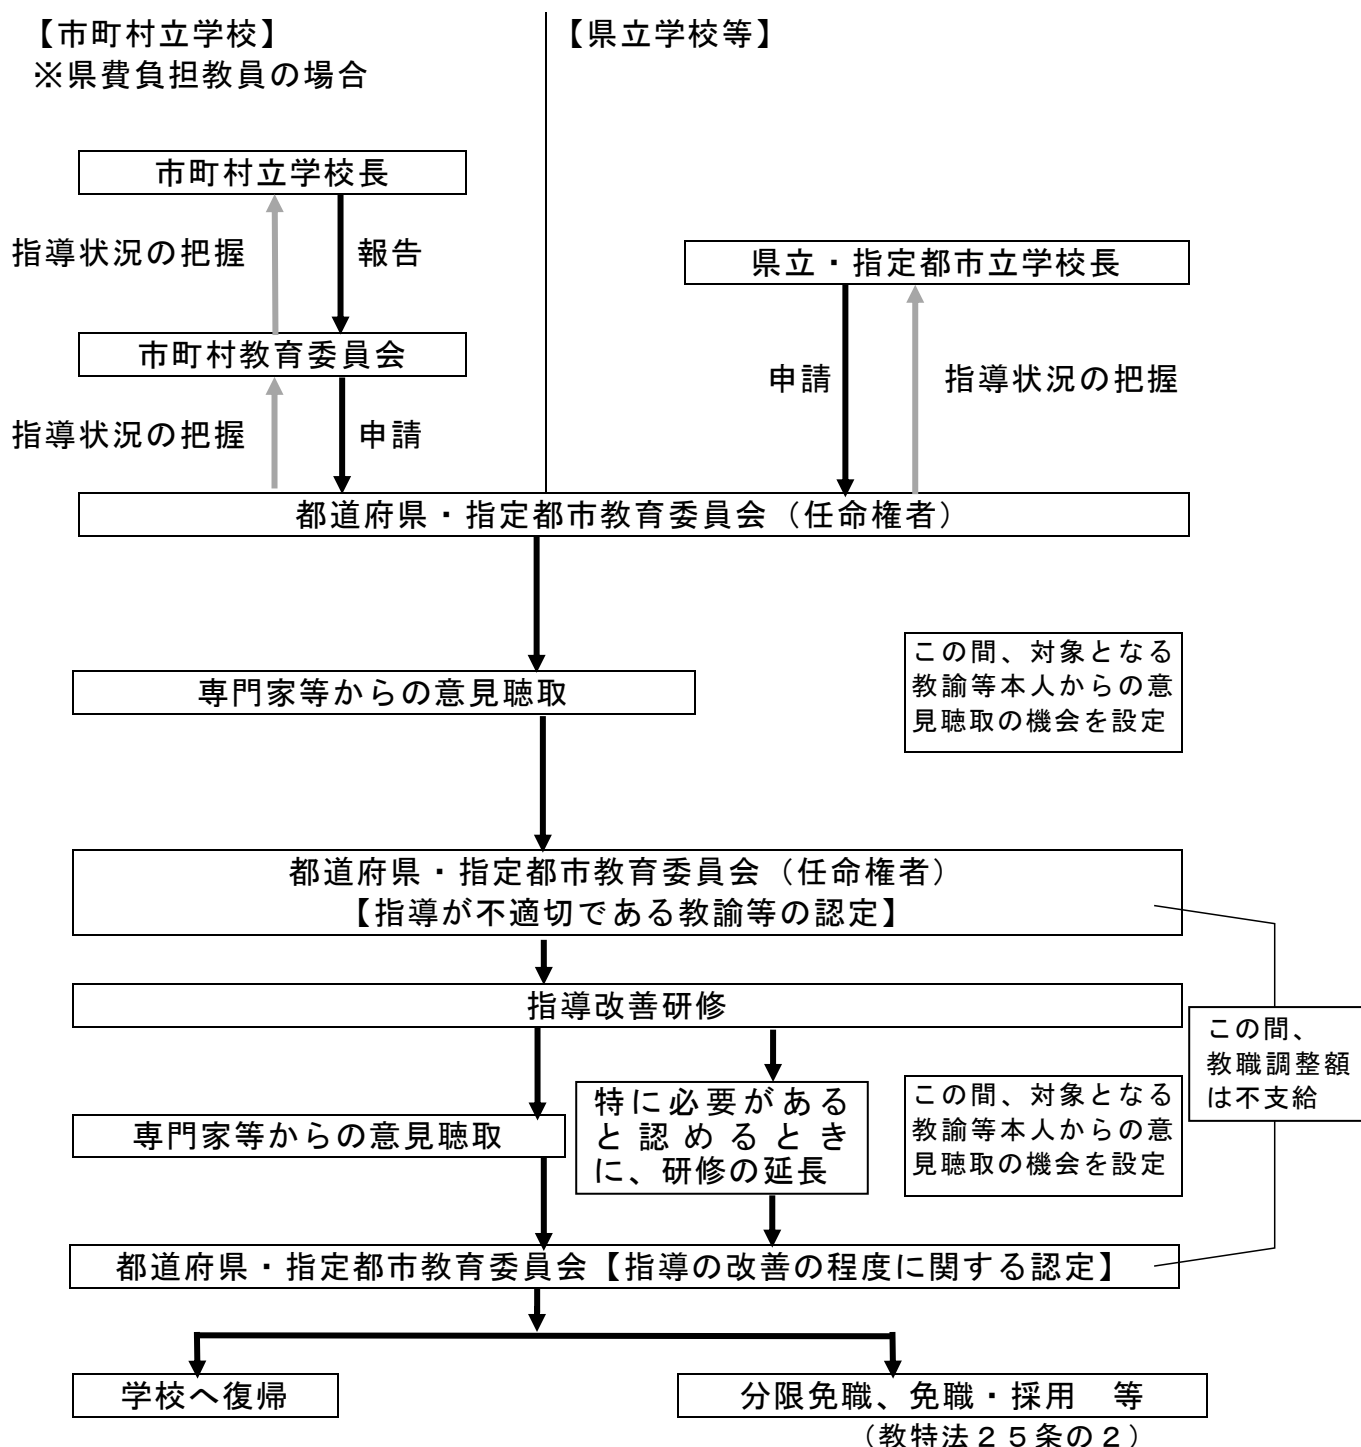 【市町村立学校】
※県費負担教員の場合
【県立学校等】
市町村立学校長
指導状況の把握
報告
市町村教育委員会
指導状況の把握
申請
県立・指定都市立学校長
申請
指導状況の把握
都道府県・指定都市教育委員会（任命権者）
専門家等からの意見聴取
この間、対象となる
教諭等本人からの意
見聴取の機会を設定
都道府県・指定都市教育委員会（任命権者）
【指導が不適切である教諭等の認定】
指導改善研修
この間、
教職調整額
は不支給
専門家等からの意見聴取
特に必要がある
と認めるとき
に、研修の延長
この間、対象となる
教諭等本人からの意
見聴取の機会を設定
都道府県・指定都市教育委員会【指導の改善の程度に関する認定】
学校へ復帰
分限免職、免職・採用　等
（教特法２５条の２）